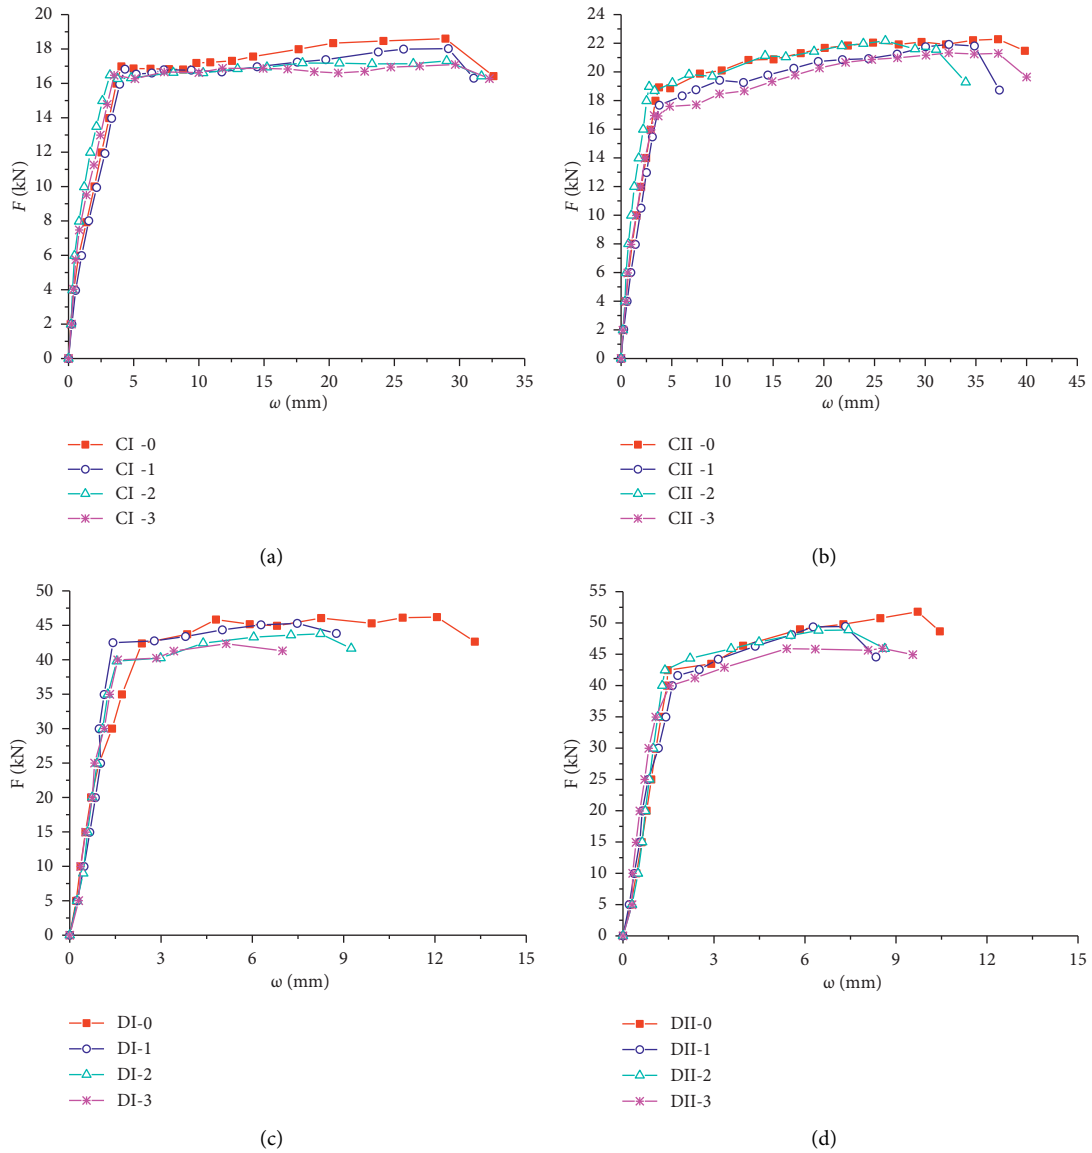 20
18
16
14
12
10
8
6
4
2
0
F (kN)
0 5 10 15 20 25 30 35
ω (mm)
CI -0
CI -1
CI -2
CI -3
(a)
24
22
20
18
16
14
12
10
8
6
4
2
0
F (kN)
0 5 10 15 20 25 30 35 40 45
ω (mm)
CII -0
CII -1
CII -2
CII -3
(b)
50
45
40
35
30
25
20
15
10
5
0
F (kN)
0 3 6 9 12 15
ω (mm)
DI-0
DI-1
DI-2
DI-3
(c)
55
50
45
40
35
30
25
20
15
10
5
0
F (kN)
0 3 6 9 12 15
ω (mm)
DII-0
DII-1
DII-2
DII-3
(d)